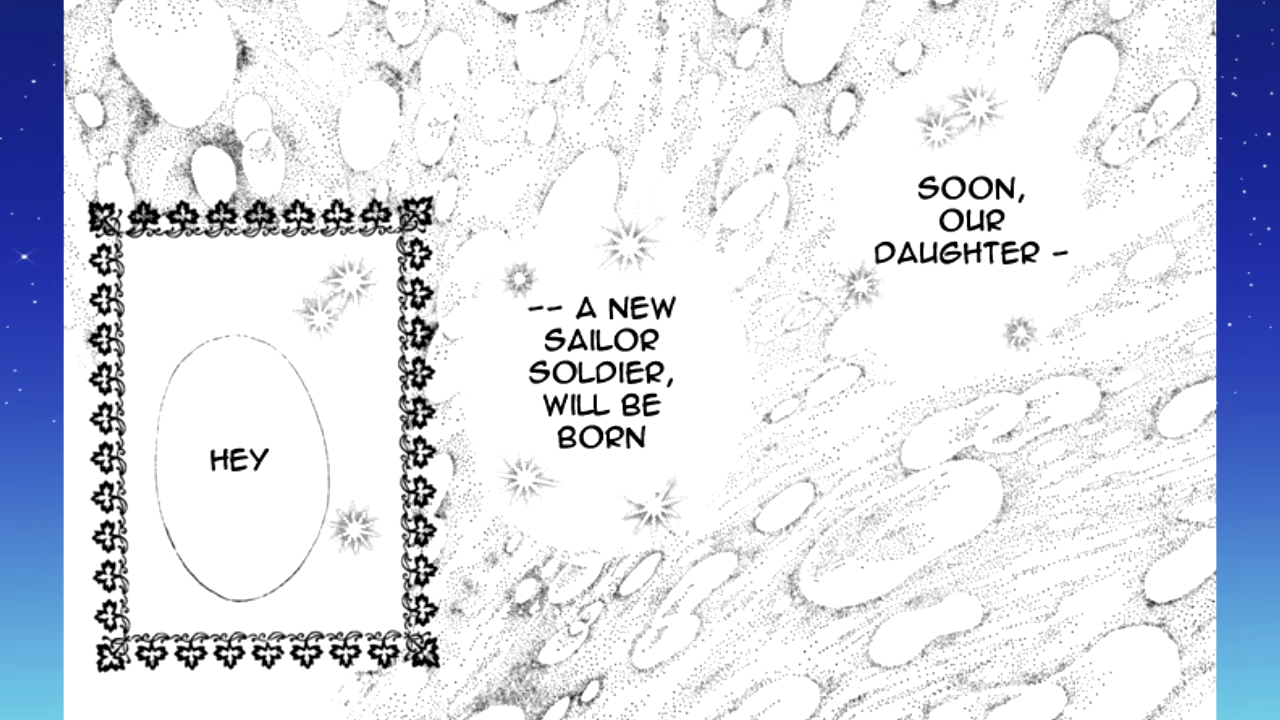 SOON,
OUR
DAUGHTER -
-- A NEW
SAILOR
SOLDIER,
WILL BE
BORN
HEY